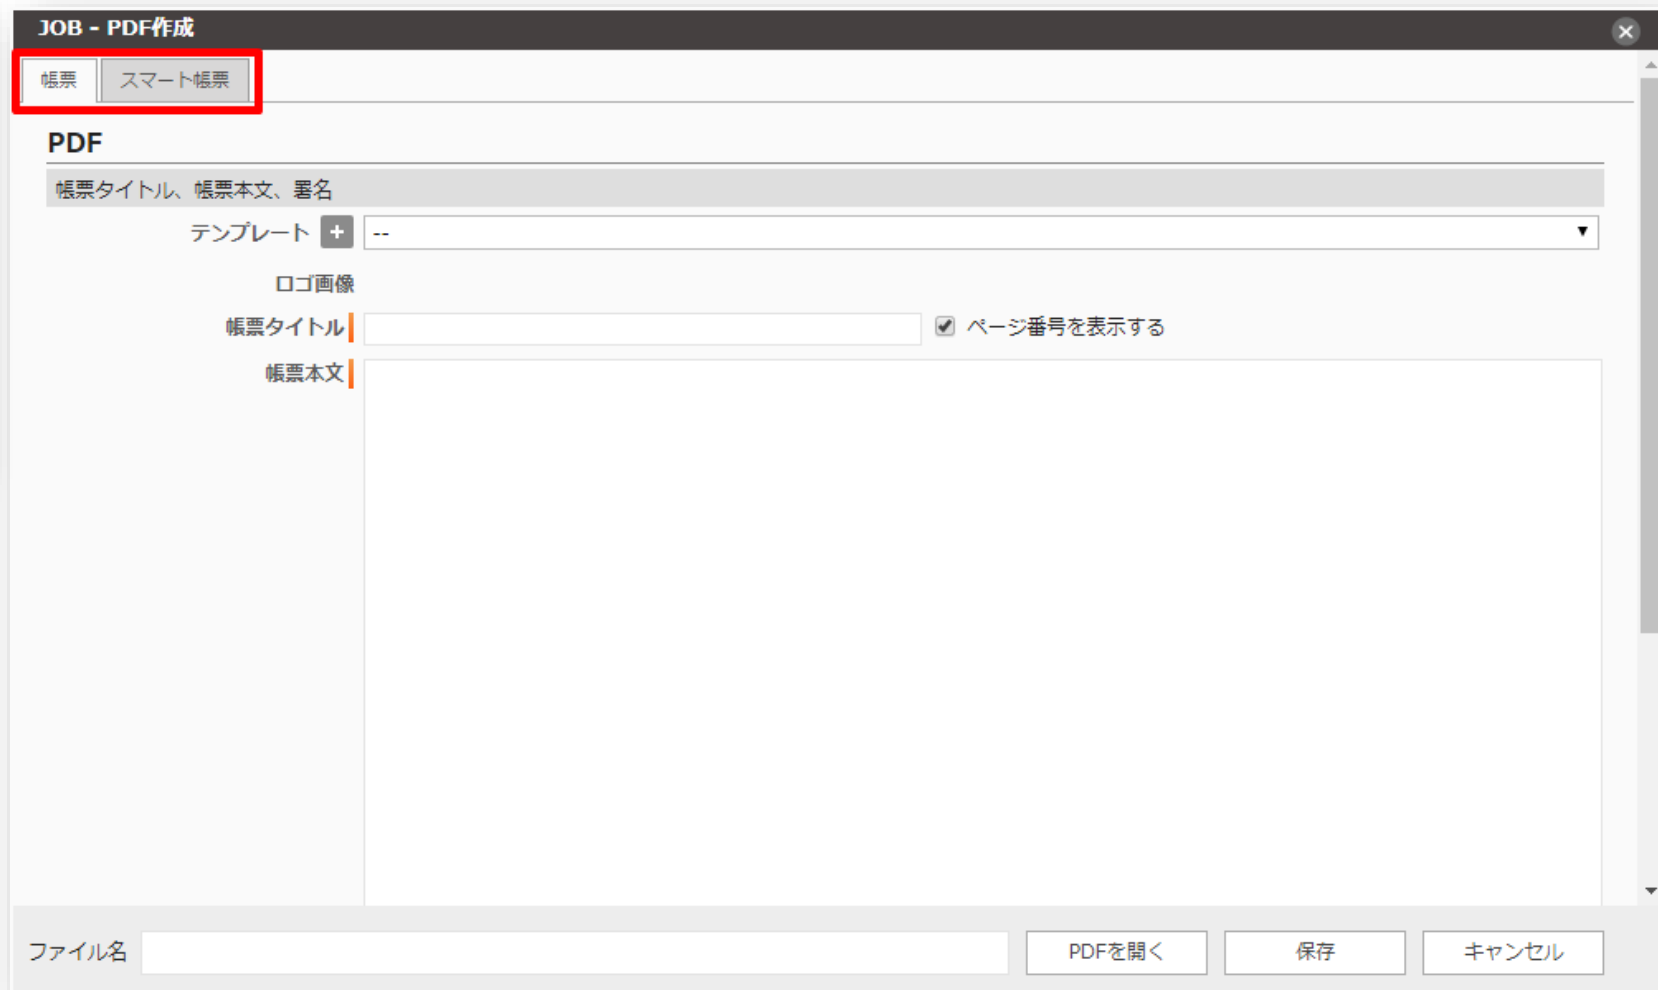 JOB - PDF作成
帳票 スマート帳票
PDF
帳票タイトル、帳票本文、署名
テンプレート + --
ロゴ画像
帳票タイトル ページ番号を表示する
帳票本文
ファイル名 PDFを開く 保存 キャンセル